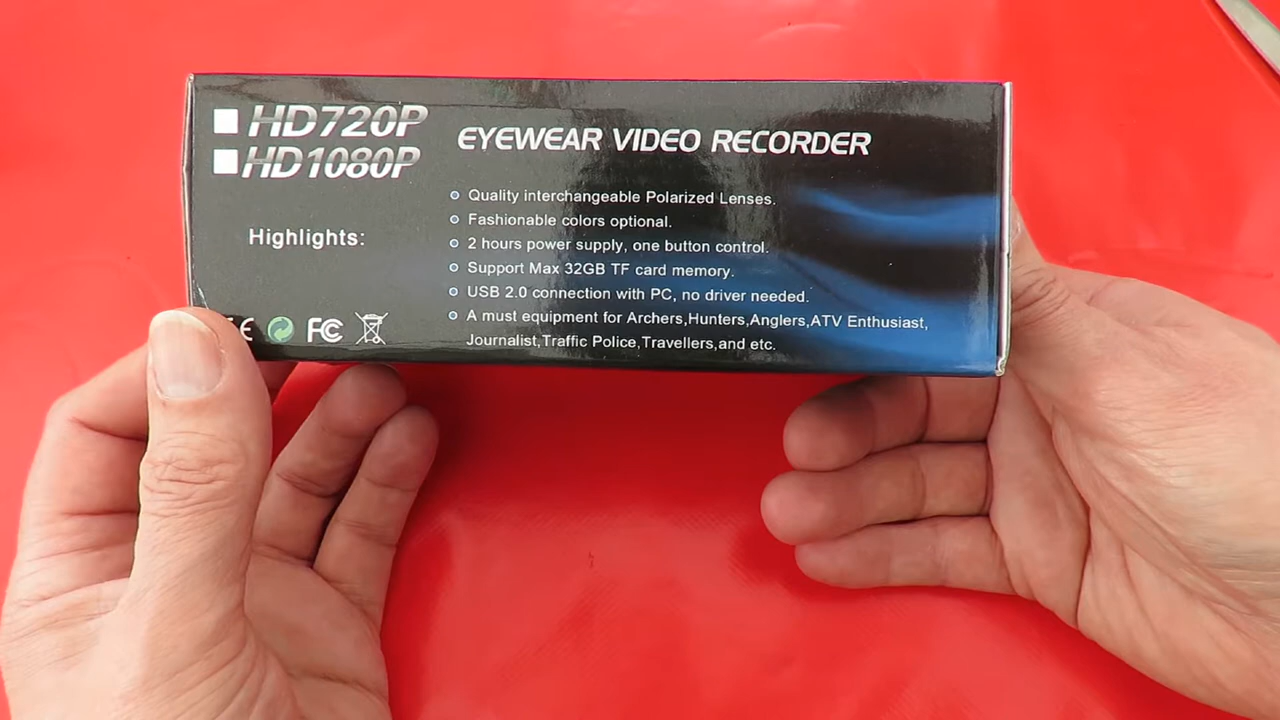 HD720P
HD1080P
EYEWEAR VIDEO RECORDER
Quality interchangeable Polarized Lenses.
Fashionable colors optional.
Highlights:
2 hours power supply, one button control.
Support Max 32GB TF card memory.
USB 2.0 connection with PC, no driver needed.
A must equipment for Archers,Hunters,Anglers,ATV Enthusiast,
Journalist,Traffic Police,Travellers,and etc.
CE FC